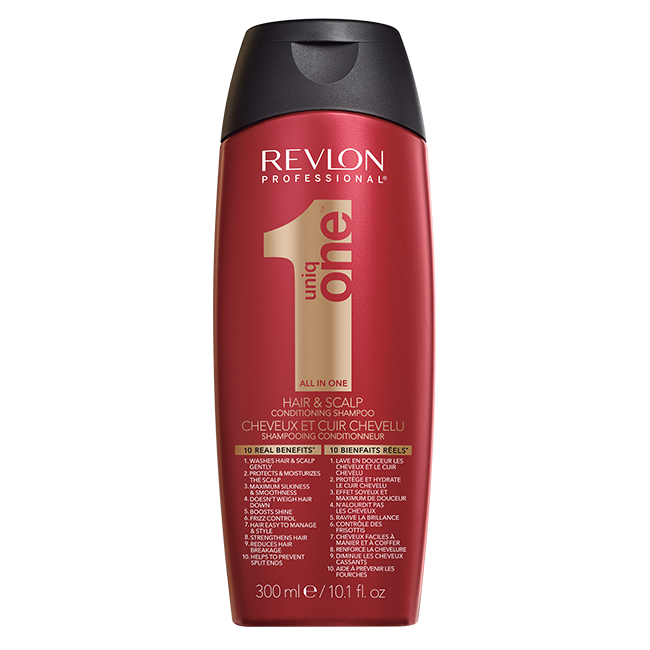 REVLON
PROFESSIONAL®
uniq
one
ALL IN ONE
HAIR & SCALP
CONDITIONING SHAMPOO
CHEVEUX ET CUIR CHEVELU
SHAMPOOING CONDITIONNEUR
10 REAL BENEFITS*
1. WASHES HAIR & SCALP
GENTLY
2. PROTECTS & MOISTURIZES
THE SCALP
3. MAXIMUM SILKINESS
& SMOOTHNESS
4. DOESN'T WEIGH HAIR
DOWN
5. BOOSTS SHINE
6. FRIZZ CONTROL
7. HAIR EASY TO MANAGE
& STYLE
8. STRENGTHENS HAIR
9. REDUCES HAIR
BREAKAGE
10. HELPS TO PREVENT
SPLIT ENDS
10 BIENFAITS RÉELS*
1. LAVE EN DOUCEUR LES
CHEVEUX ET LE CUIR
CHEVELU
2. PROTÈGE ET HYDRATE
LE CUIR CHEVELU
3. EFFET SOYEUX ET
MAXIMUM DE DOUCEUR
4. N'ALOURDIT PAS
LES CHEVEUX
5. RAVIVE LA BRILLANCE
6. CONTRÔLE DES
FRISOTTIS
7. CHEVEUX FACILES À
MANIER ET À COIFFER
8. RENFORCE LA CHEVELURE
9. DIMINUE LES CHEVEUX
CASSANTS
10. AIDE À PRÉVENIR LES
FOURCHES
300 ml e / 10.1 fl. oz